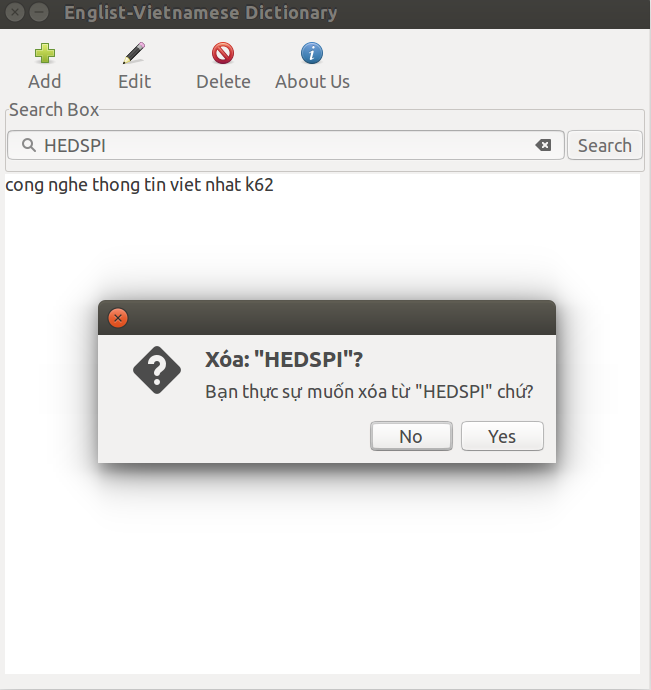 Englist-Vietnamese Dictionary
Add Edit Delete About Us
Search Box
HEDSPI Search
cong nghe thong tin viet nhat k62
Xóa: "HEDSPI"?
Bạn thực sự muốn xóa từ "HEDSPI" chứ?
No Yes